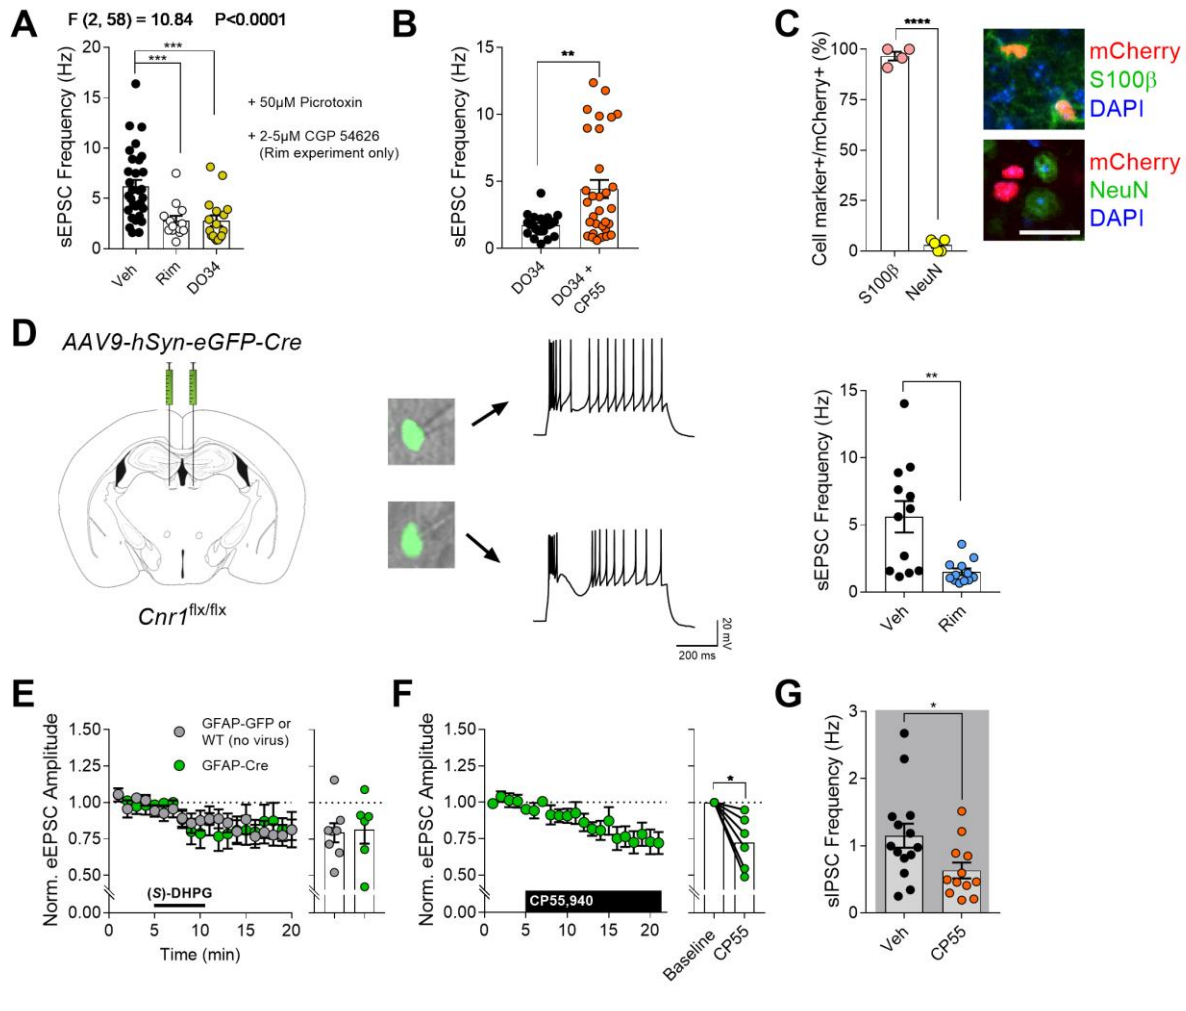 A
F (2, 58) = 10.84 P<0.0001
sEPSC Frequency (Hz)
20
15
10
5
0
***
***
Veh
Rim
DO34
+ 50µM Picrotoxin
+ 2-5µM CGP 54626
(Rim experiment only)
B
sEPSC Frequency (Hz)
15
10
5
0
**
DO34
DO34 +
CP55
C
Cell marker+/mCherry+ (%)
100
75
50
25
0
****
S100β
NeuN
mCherry
S100β
DAPI
mCherry
NeuN
DAPI
D
AAV9-hSyn-eGFP-Cre
Cnr1flx/flx
20 mV
200 ms
sEPSC Frequency (Hz)
15
10
5
0
**
Veh
Rim
E
Norm. eEPSC Amplitude
1.50
1.25
1.00
0.75
0.50
0.00
GFAP-GFP or
WT (no virus)
GFAP-Cre
(S)-DHPG
0 5 10 15 20
Time (min)
F
Norm. eEPSC Amplitude
1.50
1.25
1.00
0.75
0.50
0.00
CP55,940
0 5 10 15 20
*
Baseline
CP55
G
sIPSC Frequency (Hz)
3
2
1
0
*
Veh
CP55